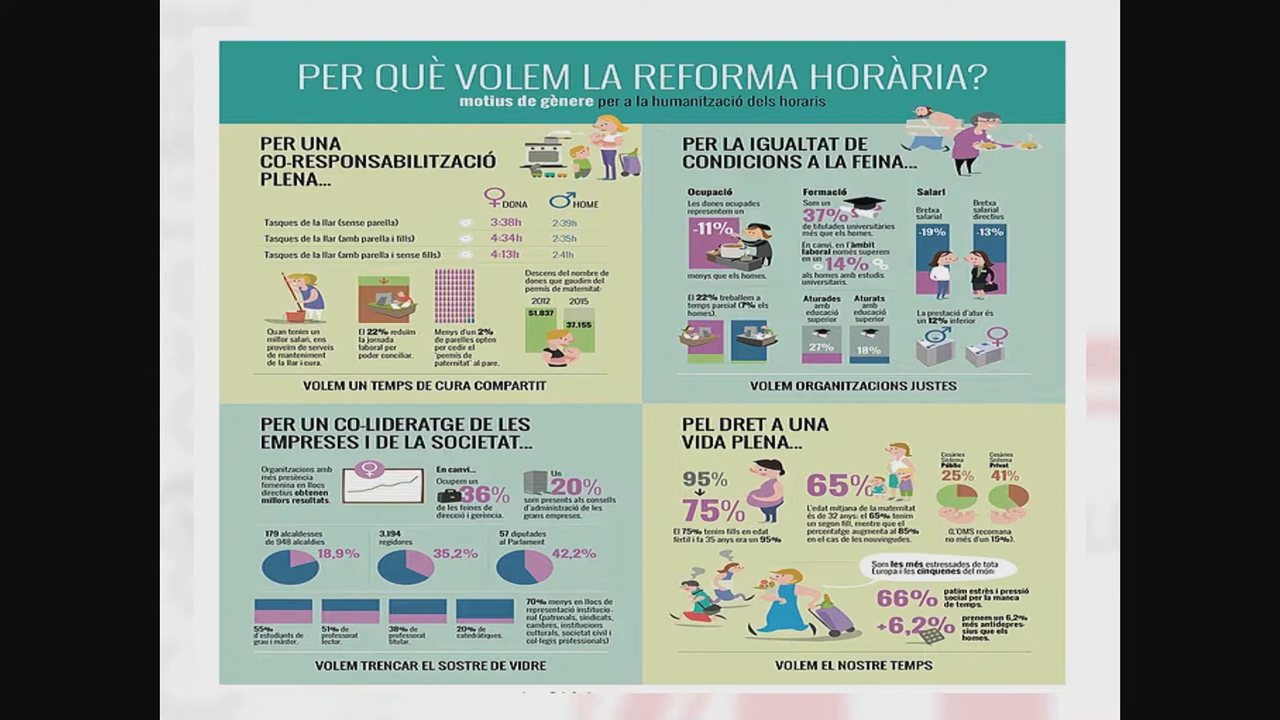 PER QUÈ VOLEM LA REFORMA HORÀRIA?
motius de gènere per a la humanització dels horaris
PER UNA
CO-RESPONSABILITZACIÓ
PLENA...
DONA
HOME
Tasques de la llar (sense parella) 3:38h 2:39h
Tasques de la llar (amb parella i fills) 4:34h 2:35h
Tasques de la llar (amb parella i sense fills) 4:13h 2:41h
Quan tenim un
millor salari, ens
proveïm de serveis
de manteniment
de la llar i cura.
El 22% reduïm
la jornada
laboral per
poder conciliar.
Menys d'un 2%
de parelles opten
per cedir el
'permís de
paternitat' al pare.
Descens del nombre de
dones que gaudim del
permís de maternitat:
2012 2015
51.837
37.155
VOLEM UN TEMPS DE CURA COMPARTIT
PER LA IGUALTAT DE
CONDICIONS A LA FEINA...
Ocupació
Les dones ocupades
representem un
-11%
menys que els homes.
El 22% treballem a
temps parcial (7% els
homes).
Formació
Som un
37%
de titulades universitàries
més que els homes.
En canvi, en l'àmbit
laboral només superem
en un
14%
als homes amb estudis
universitaris.
Aturades
amb
educació
superior
27%
Aturats
amb
educació
superior
18%
Salari
Bretxa
salarial
-19%
Bretxa
salarial
directius
-13%
La prestació d'atur és
un 12% inferior
VOLEM ORGANITZACIONS JUSTES
PER UN CO-LIDERATGE DE LES
EMPRESES I DE LA SOCIETAT...
Organitzacions amb
més presència
femenina en llocs
directius obtenen
millors resultats.
En canvi...
Ocupem un
36%
de les feines de
direcció i gerència.
Un
20%
som presents als consells
d'administració de les
grans empreses.
179 alcaldesses
de 948 alcaldies
18,9%
3.194
regidores
35,2%
57 diputades
al Parlament
42,2%
55%
d'estudiants de
grau i màster.
51% de
professorat
lector.
38% de
professorat
titular.
20% de
catedràtiques.
70% menys en llocs de
representació institucio-
nal (patronals, sindicats,
cambres, institucions
culturals, societat civil i
col·legis professionals)
VOLEM TRENCAR EL SOSTRE DE VIDRE
PEL DRET A UNA
VIDA PLENA...
95%
75%
El 75% tenim fills en edat
fèrtil i fa 35 anys era un 95%
65%
L'edat mitjana de la maternitat
és de 32 anys: el 65% tenim
un segon fill, mentre que el
percentatge augmenta al 85%
en el cas de les nouvingudes.
Cesàries
Sistema
Públic
25%
Cesàries
Sistema
Privat
41%
(L'OMS recomana
no més d'un 15%).
Som les més estressades de tota
Europa i les cinquenes del món:
66% patim estrès i pressió
social per la manca
de temps.
+6,2% prenem un 6,2%
més antidepres-
sius que els
homes.
VOLEM EL NOSTRE TEMPS